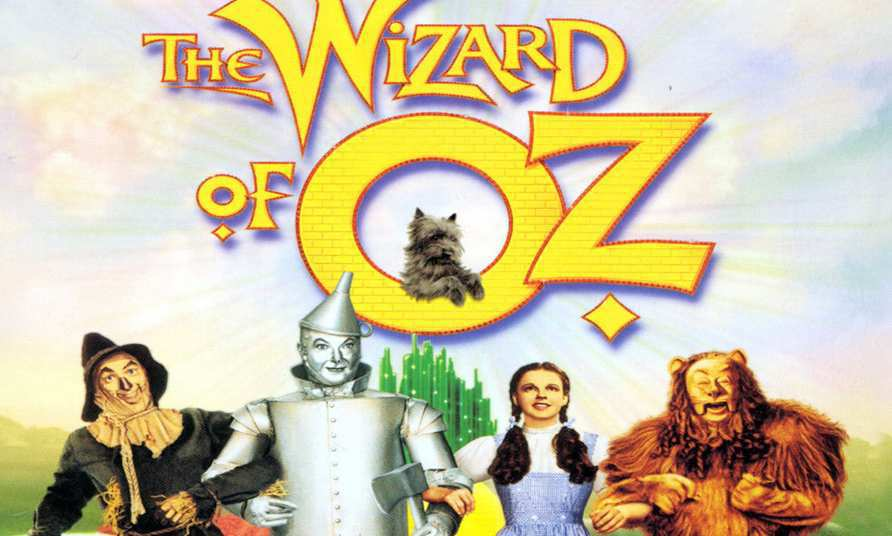 THE WiZARD
OF OZ